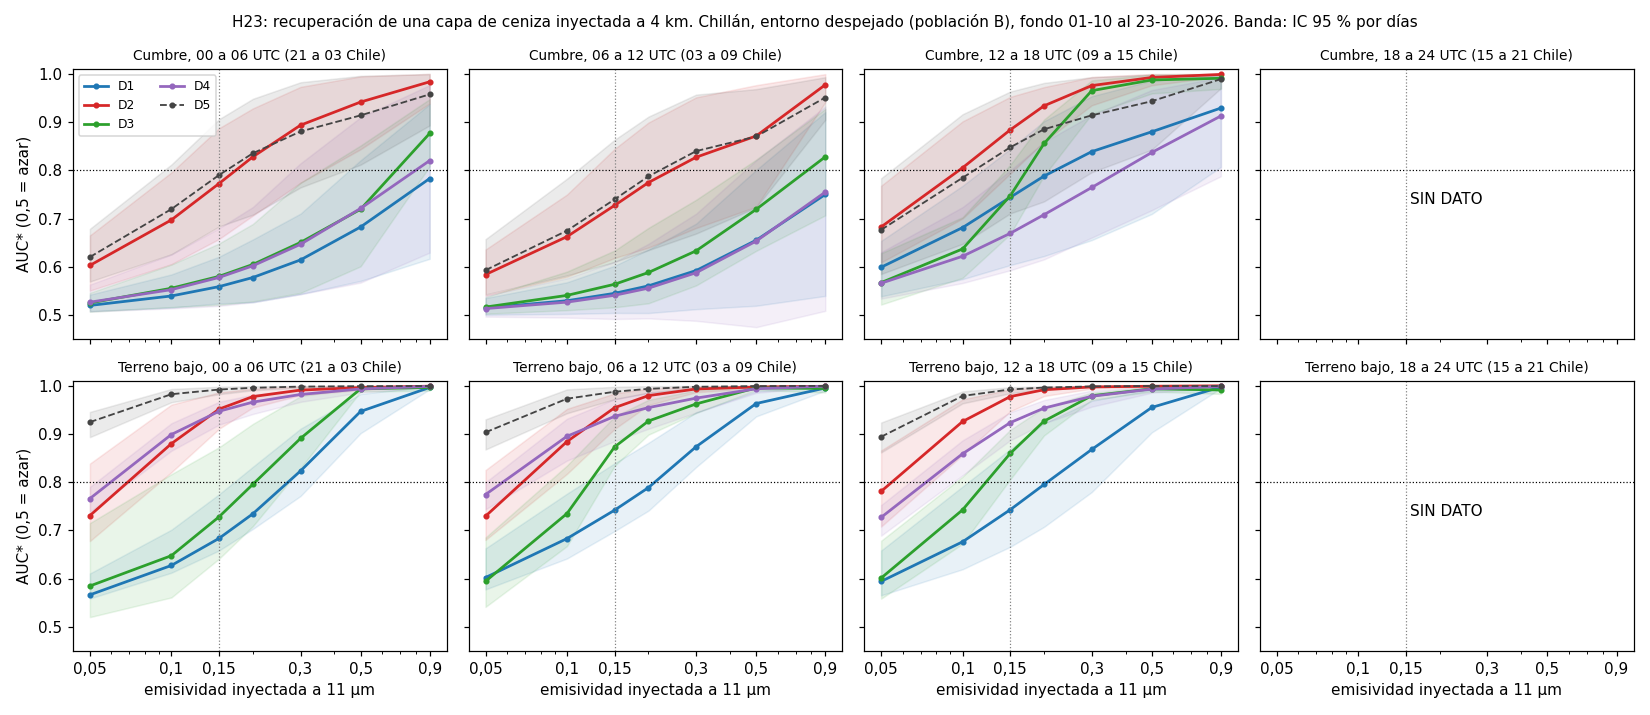 H23: recuperación de una capa de ceniza inyectada a 4 km. Chillán, entorno despejado (población B), fondo 01-10 al 23-10-2026. Banda: IC 95 % por días
Cumbre, 00 a 06 UTC (21 a 03 Chile)
Cumbre, 06 a 12 UTC (03 a 09 Chile)
Cumbre, 12 a 18 UTC (09 a 15 Chile)
Cumbre, 18 a 24 UTC (15 a 21 Chile)
AUC* (0,5 = azar)
1.0
0.9
0.8
0.7
0.6
0.5
D1
D2
D3
D4
D5
SIN DATO
Terreno bajo, 00 a 06 UTC (21 a 03 Chile)
Terreno bajo, 06 a 12 UTC (03 a 09 Chile)
Terreno bajo, 12 a 18 UTC (09 a 15 Chile)
Terreno bajo, 18 a 24 UTC (15 a 21 Chile)
AUC* (0,5 = azar)
1.0
0.9
0.8
0.7
0.6
0.5
SIN DATO
0,05 0,1 0,15 0,3 0,5 0,9
0,05 0,1 0,15 0,3 0,5 0,9
0,05 0,1 0,15 0,3 0,5 0,9
0,05 0,1 0,15 0,3 0,5 0,9
emisividad inyectada a 11 µm
emisividad inyectada a 11 µm
emisividad inyectada a 11 µm
emisividad inyectada a 11 µm